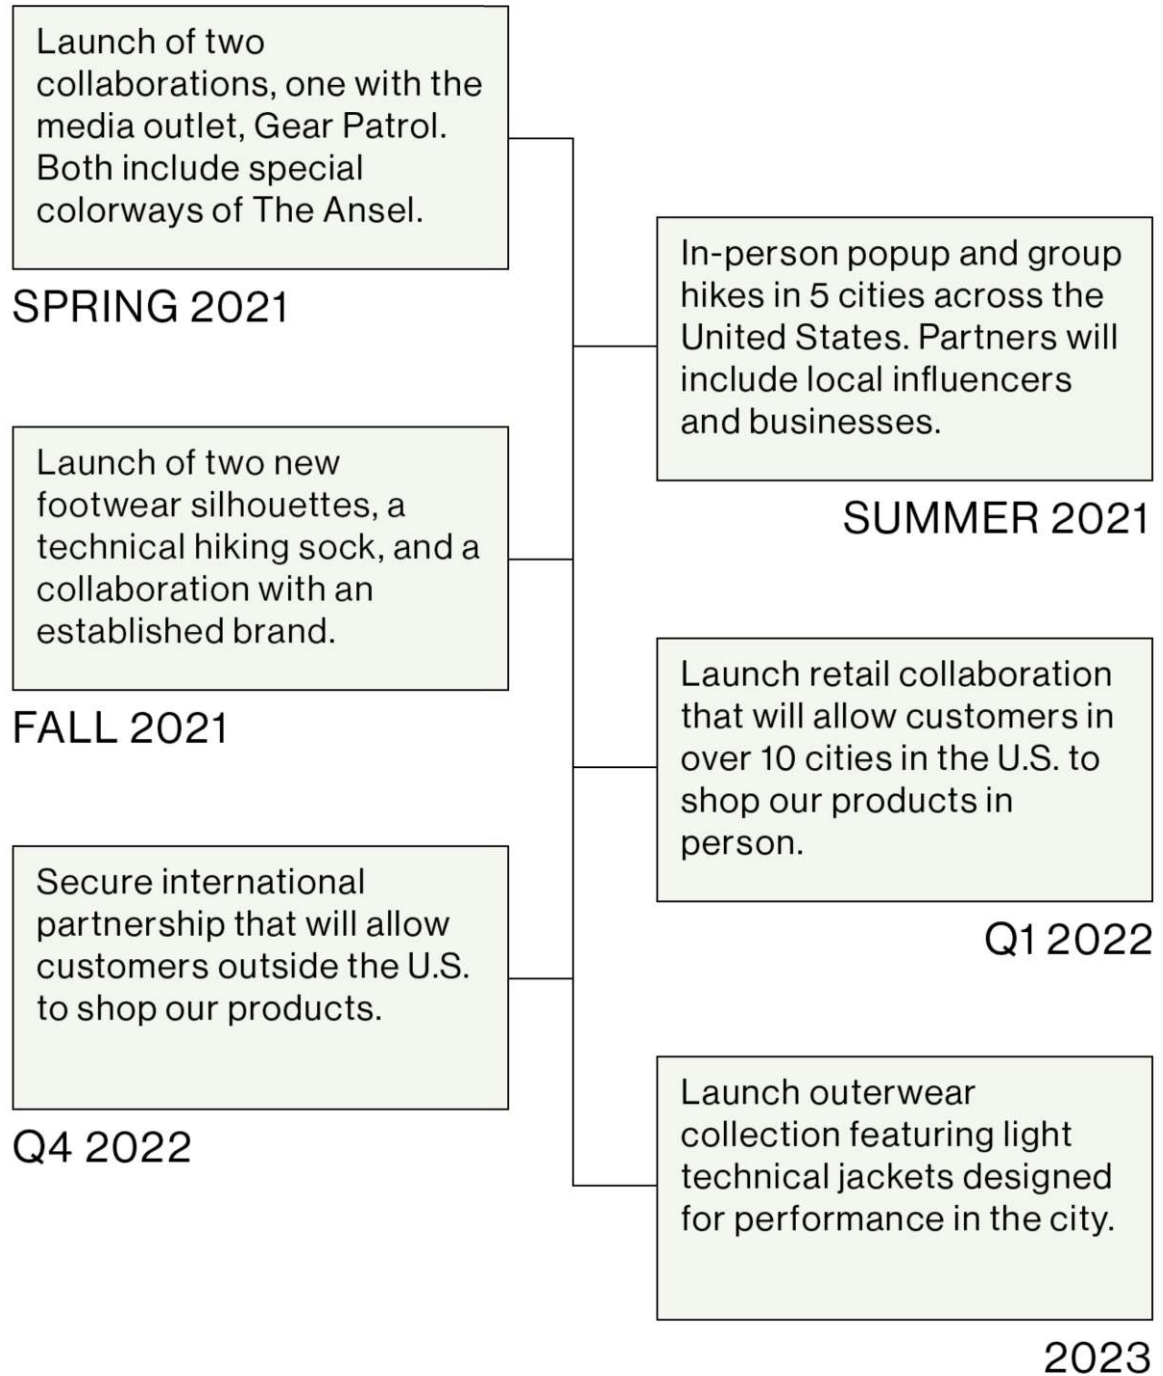 Launch of two
collaborations, one with the
media outlet, Gear Patrol.
Both include special
colorways of The Ansel.
SPRING 2021
In-person popup and group
hikes in 5 cities across the
United States. Partners will
include local influencers
and businesses.
SUMMER 2021
Launch of two new
footwear silhouettes, a
technical hiking sock, and a
collaboration with an
established brand.
FALL 2021
Launch retail collaboration
that will allow customers in
over 10 cities in the U.S. to
shop our products in
person.
Q1 2022
Secure international
partnership that will allow
customers outside the U.S.
to shop our products.
Q4 2022
Launch outerwear
collection featuring light
technical jackets designed
for performance in the city.
2023